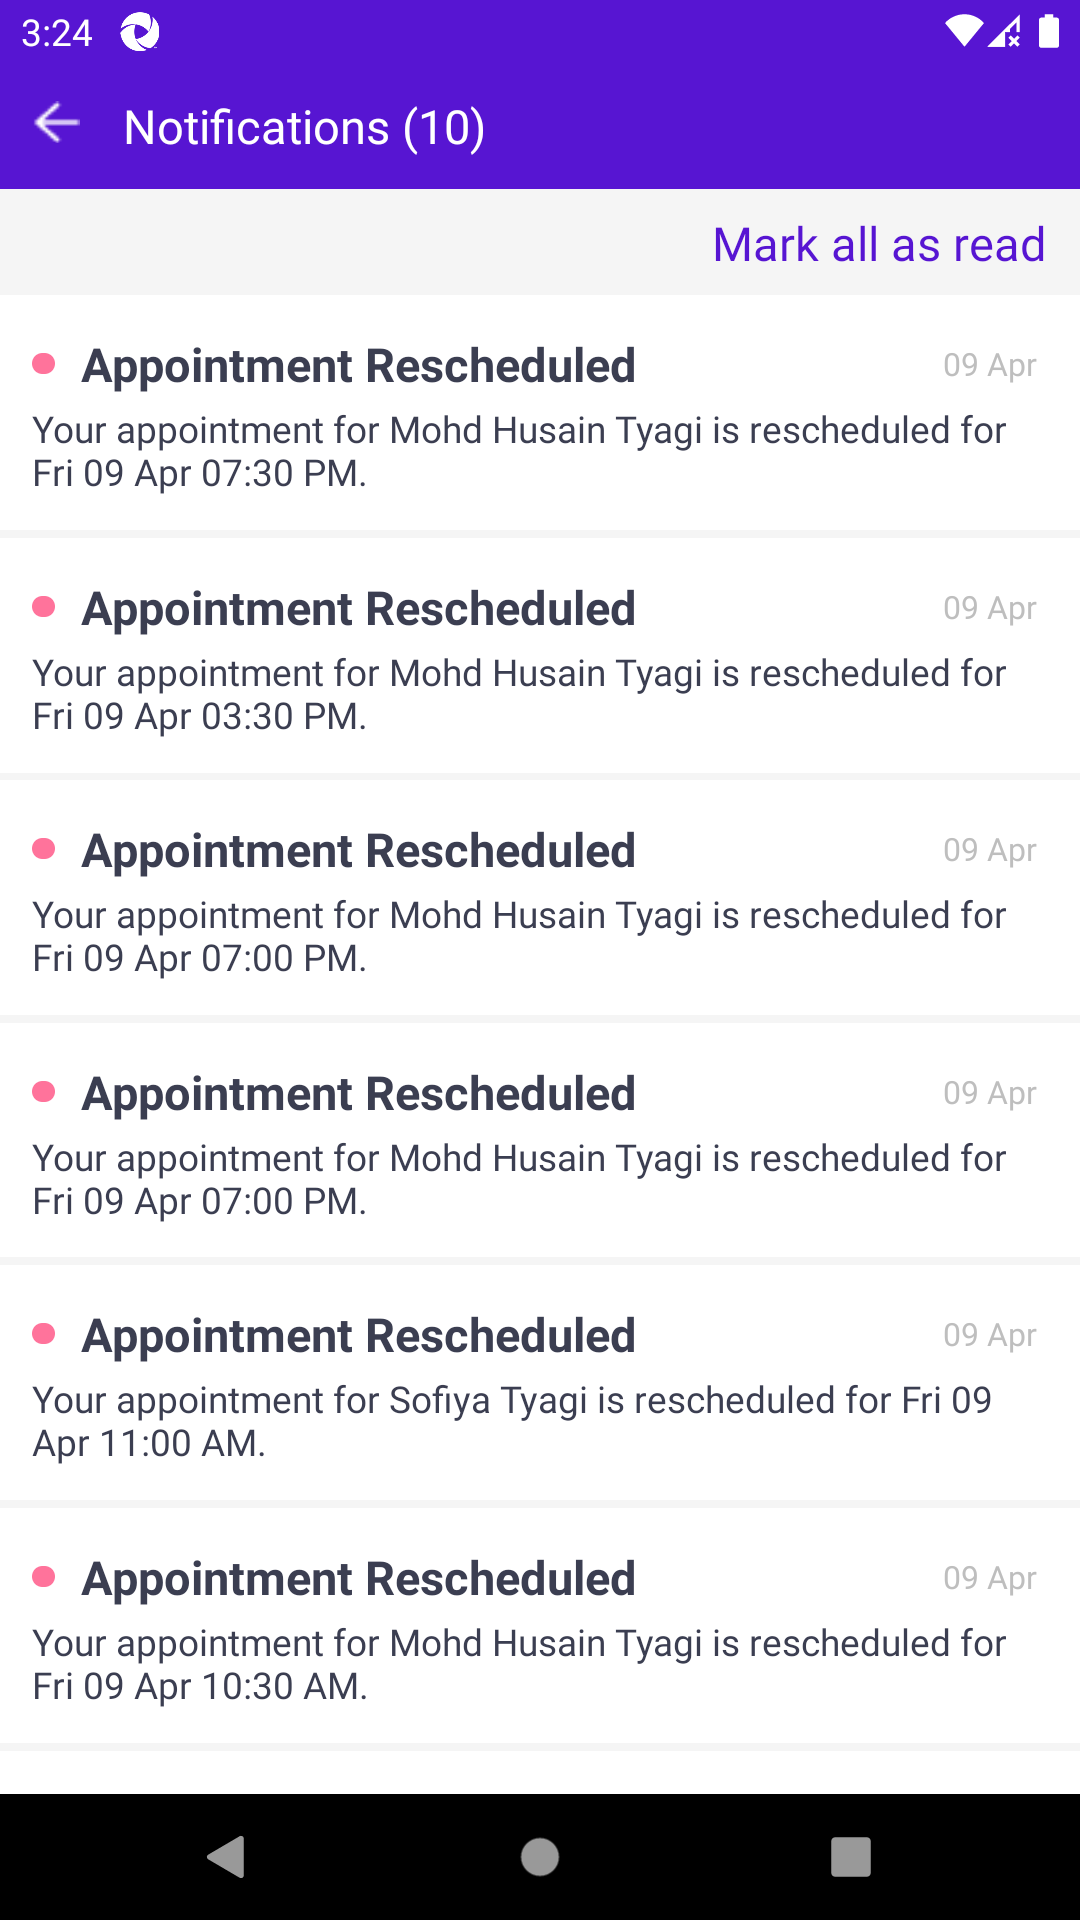 3:24
Notifications (10)
Mark all as read
Appointment Rescheduled 09 Apr
Your appointment for Mohd Husain Tyagi is rescheduled for
Fri 09 Apr 07:30 PM.
Appointment Rescheduled 09 Apr
Your appointment for Mohd Husain Tyagi is rescheduled for
Fri 09 Apr 03:30 PM.
Appointment Rescheduled 09 Apr
Your appointment for Mohd Husain Tyagi is rescheduled for
Fri 09 Apr 07:00 PM.
Appointment Rescheduled 09 Apr
Your appointment for Mohd Husain Tyagi is rescheduled for
Fri 09 Apr 07:00 PM.
Appointment Rescheduled 09 Apr
Your appointment for Sofiya Tyagi is rescheduled for Fri 09
Apr 11:00 AM.
Appointment Rescheduled 09 Apr
Your appointment for Mohd Husain Tyagi is rescheduled for
Fri 09 Apr 10:30 AM.